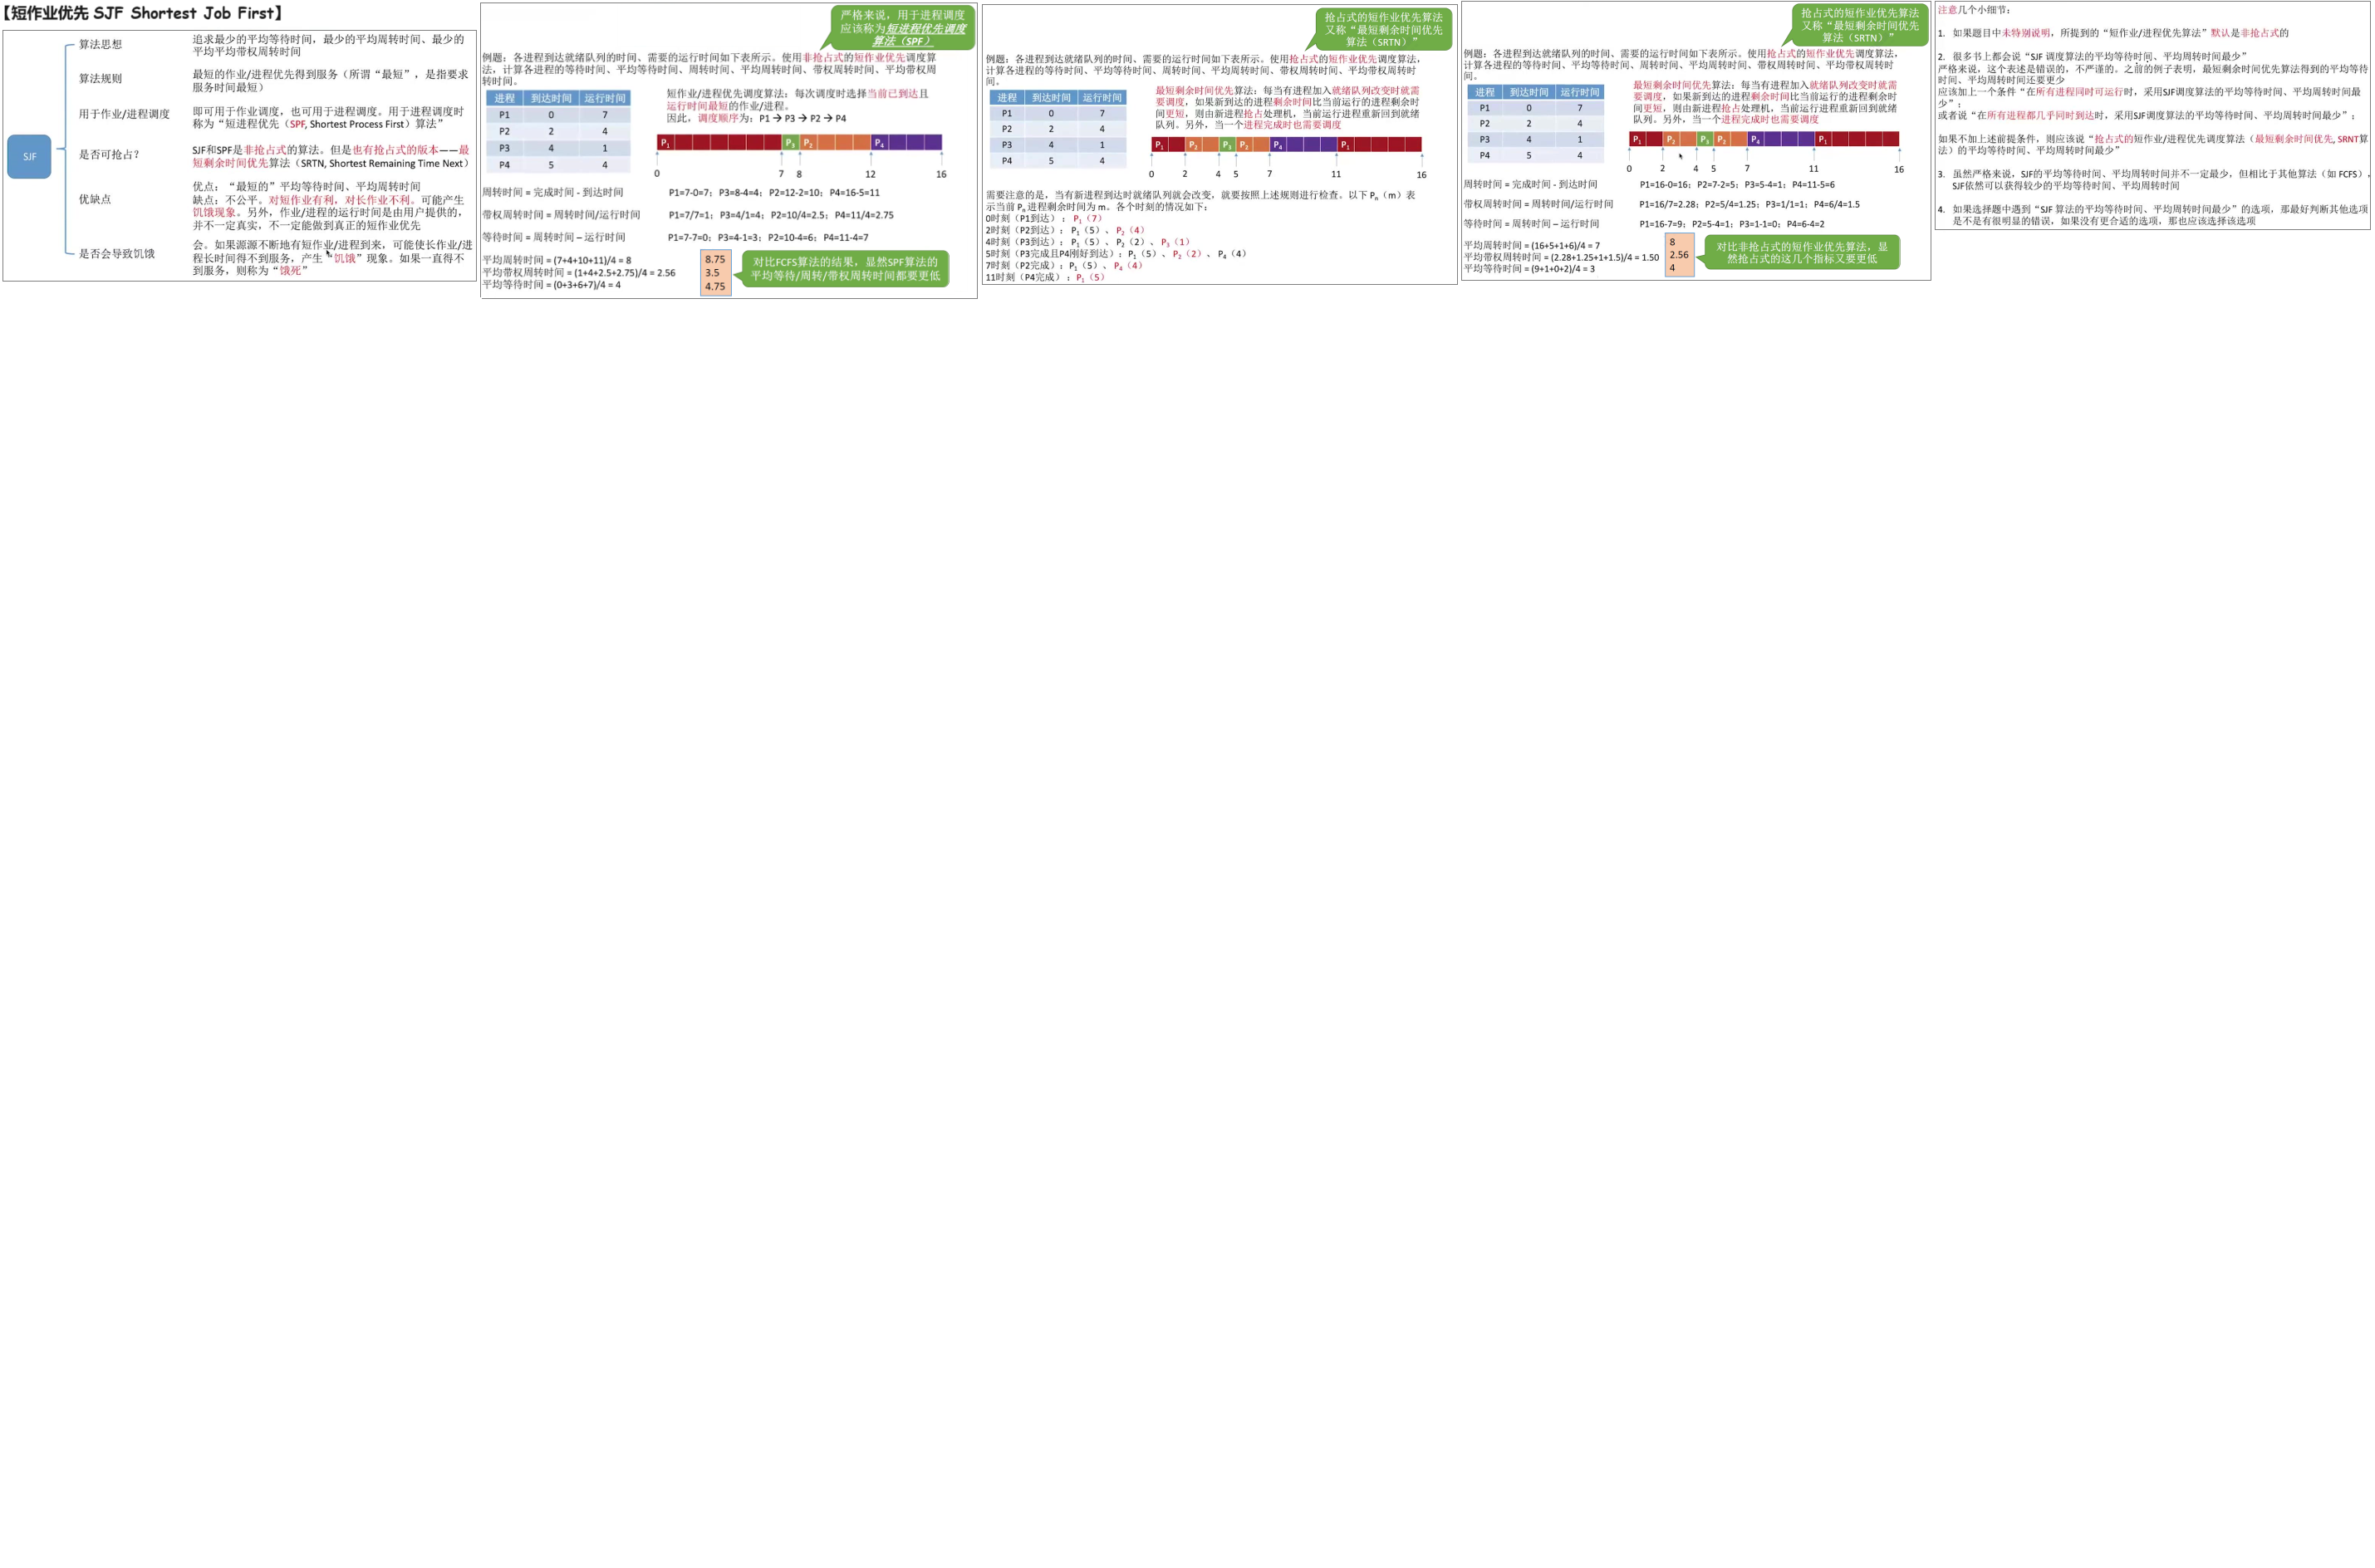 【短作业优先 SJF Shortest Job First】
SJF
算法思想
追求最少的平均等待时间，最少的平均周转时间、最少的
平均平均带权周转时间
算法规则
最短的作业/进程优先得到服务（所谓“最短”，是指要求
服务时间最短）
用于作业/进程调度
即可用于作业调度，也可用于进程调度。用于进程调度时
称为“短进程优先（SPF, Shortest Process First）算法”
是否可抢占？
SJF和SPF是非抢占式的算法。但是也有抢占式的版本——最
短剩余时间优先算法（SRTN, Shortest Remaining Time Next）
优缺点
优点：“最短的”平均等待时间、平均周转时间
缺点：不公平。对短作业有利，对长作业不利。可能产生
饥饿现象。另外，作业/进程的运行时间是由用户提供的，
并不一定真实，不一定能做到真正的短作业优先
是否会导致饥饿
会。如果源源不断地有短作业/进程到来，可能使长作业/进
程长时间得不到服务，产生“饥饿”现象。如果一直得不
到服务，则称为“饿死”
严格来说，用于进程调度
应该称为短进程优先调度
算法（SPF）
例题：各进程到达就绪队列的时间、需要的运行时间如下表所示。使用非抢占式的短作业优先调度算
法，计算各进程的等待时间、平均等待时间、周转时间、平均周转时间、带权周转时间、平均带权周
转时间。
进程 到达时间 运行时间
P1 0 7
P2 2 4
P3 4 1
P4 5 4
短作业/进程优先调度算法：每次调度时选择当前已到达且
运行时间最短的作业/进程。
因此，调度顺序为：P1→P3→P2→P4
P1 P3 P2 P4
0 7 8 12 16
周转时间 = 完成时间 - 到达时间 P1=7-0=7；P3=8-4=4；P2=12-2=10；P4=16-5=11
带权周转时间 = 周转时间/运行时间 P1=7/7=1；P3=4/1=4；P2=10/4=2.5；P4=11/4=2.75
等待时间 = 周转时间 – 运行时间 P1=7-7=0；P3=4-1=3；P2=10-4=6；P4=11-4=7
平均周转时间 = (7+4+10+11)/4 = 8
平均带权周转时间 = (1+4+2.5+2.75)/4 = 2.56
平均等待时间 = (0+3+6+7)/4 = 4
8.75
3.5
4.75
对比FCFS算法的结果，显然SPF算法的
平均等待/周转/带权周转时间都要更低
抢占式的短作业优先算法
又称“最短剩余时间优先
算法（SRTN）”
例题：各进程到达就绪队列的时间、需要的运行时间如下表所示。使用抢占式的短作业优先调度算法，
计算各进程的等待时间、平均等待时间、周转时间、平均周转时间、带权周转时间、平均带权周转时
间。
进程 到达时间 运行时间
P1 0 7
P2 2 4
P3 4 1
P4 5 4
最短剩余时间优先算法：每当有进程加入就绪队列改变时就需
要调度，如果新到达的进程剩余时间比当前运行的进程剩余时
间更短，则由新进程抢占处理机，当前运行进程重新回到就绪
队列。另外，当一个进程完成时也需要调度
P1 P2 P3 P2 P4 P1
0 2 4 5 7 11 16
需要注意的是，当有新进程到达时就绪队列就会改变，就要按照上述规则进行检查。以下 Pn（m）表
示当前 Pn 进程剩余时间为 m。各个时刻的情况如下：
0时刻（P1到达）：P1（7）
2时刻（P2到达）：P1（5）、P2（4）
4时刻（P3到达）：P1（5）、P2（2）、P3（1）
5时刻（P3完成且P4刚好到达）：P1（5）、P2（2）、P4（4）
7时刻（P2完成）：P1（5）、P4（4）
11时刻（P4完成）：P1（5）
抢占式的短作业优先算法
又称“最短剩余时间优先
算法（SRTN）”
例题：各进程到达就绪队列的时间、需要的运行时间如下表所示。使用抢占式的短作业优先调度算法，
计算各进程的等待时间、平均等待时间、周转时间、平均周转时间、带权周转时间、平均带权周转时
间。
进程 到达时间 运行时间
P1 0 7
P2 2 4
P3 4 1
P4 5 4
最短剩余时间优先算法：每当有进程加入就绪队列改变时就需
要调度，如果新到达的进程剩余时间比当前运行的进程剩余时
间更短，则由新进程抢占处理机，当前运行进程重新回到就绪
队列。另外，当一个进程完成时也需要调度
P1 P2 P3 P2 P4 P1
0 2 4 5 7 11 16
周转时间 = 完成时间 - 到达时间 P1=16-0=16；P2=7-2=5；P3=5-4=1；P4=11-5=6
带权周转时间 = 周转时间/运行时间 P1=16/7=2.28；P2=5/4=1.25；P3=1/1=1；P4=6/4=1.5
等待时间 = 周转时间 – 运行时间 P1=16-7=9；P2=5-4=1；P3=1-1=0；P4=6-4=2
平均周转时间 = (16+5+1+6)/4 = 7
平均带权周转时间 = (2.28+1.25+1+1.5)/4 = 1.50
平均等待时间 = (9+1+0+2)/4 = 3
8
2.56
4
对比非抢占式的短作业优先算法，显
然抢占式的这几个指标又要更低
注意几个小细节：
1. 如果题目中未特别说明，所提到的“短作业/进程优先算法”默认是非抢占式的
2. 很多书上都会说“SJF 调度算法的平均等待时间、平均周转时间最少”
严格来说，这个表述是错误的，不严谨的。之前的例子表明，最短剩余时间优先算法得到的平均等待
时间、平均周转时间还要更少
应该加上一个条件“在所有进程同时可运行时，采用SJF调度算法的平均等待时间、平均周转时间最
少”；
或者说“在所有进程都几乎同时到达时，采用SJF调度算法的平均等待时间、平均周转时间最少”；
如果不加上述前提条件，则应该说“抢占式的短作业/进程优先调度算法（最短剩余时间优先, SRNT算
法）的平均等待时间、平均周转时间最少”
3. 虽然严格来说，SJF的平均等待时间、平均周转时间并不一定最少，但相比于其他算法（如 FCFS），
SJF依然可以获得较少的平均等待时间、平均周转时间
4. 如果选择题中遇到“SJF 算法的平均等待时间、平均周转时间最少”的选项，那最好判断其他选项
是不是有很明显的错误，如果没有更合适的选项，那也应该选择该选项